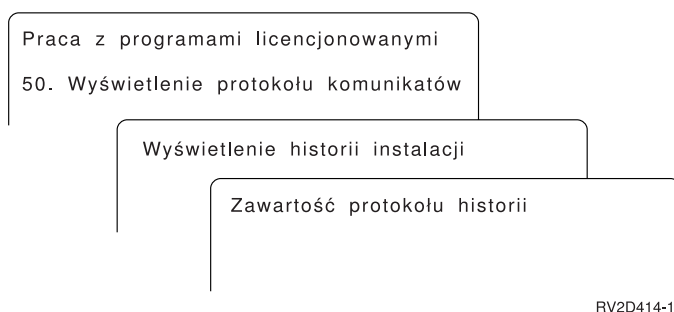 Praca z programami licencjonowanymi
50. Wyświetlenie protokołu komunikatów
Wyświetlenie historii instalacji
Zawartość protokołu historii
RV2D414-1